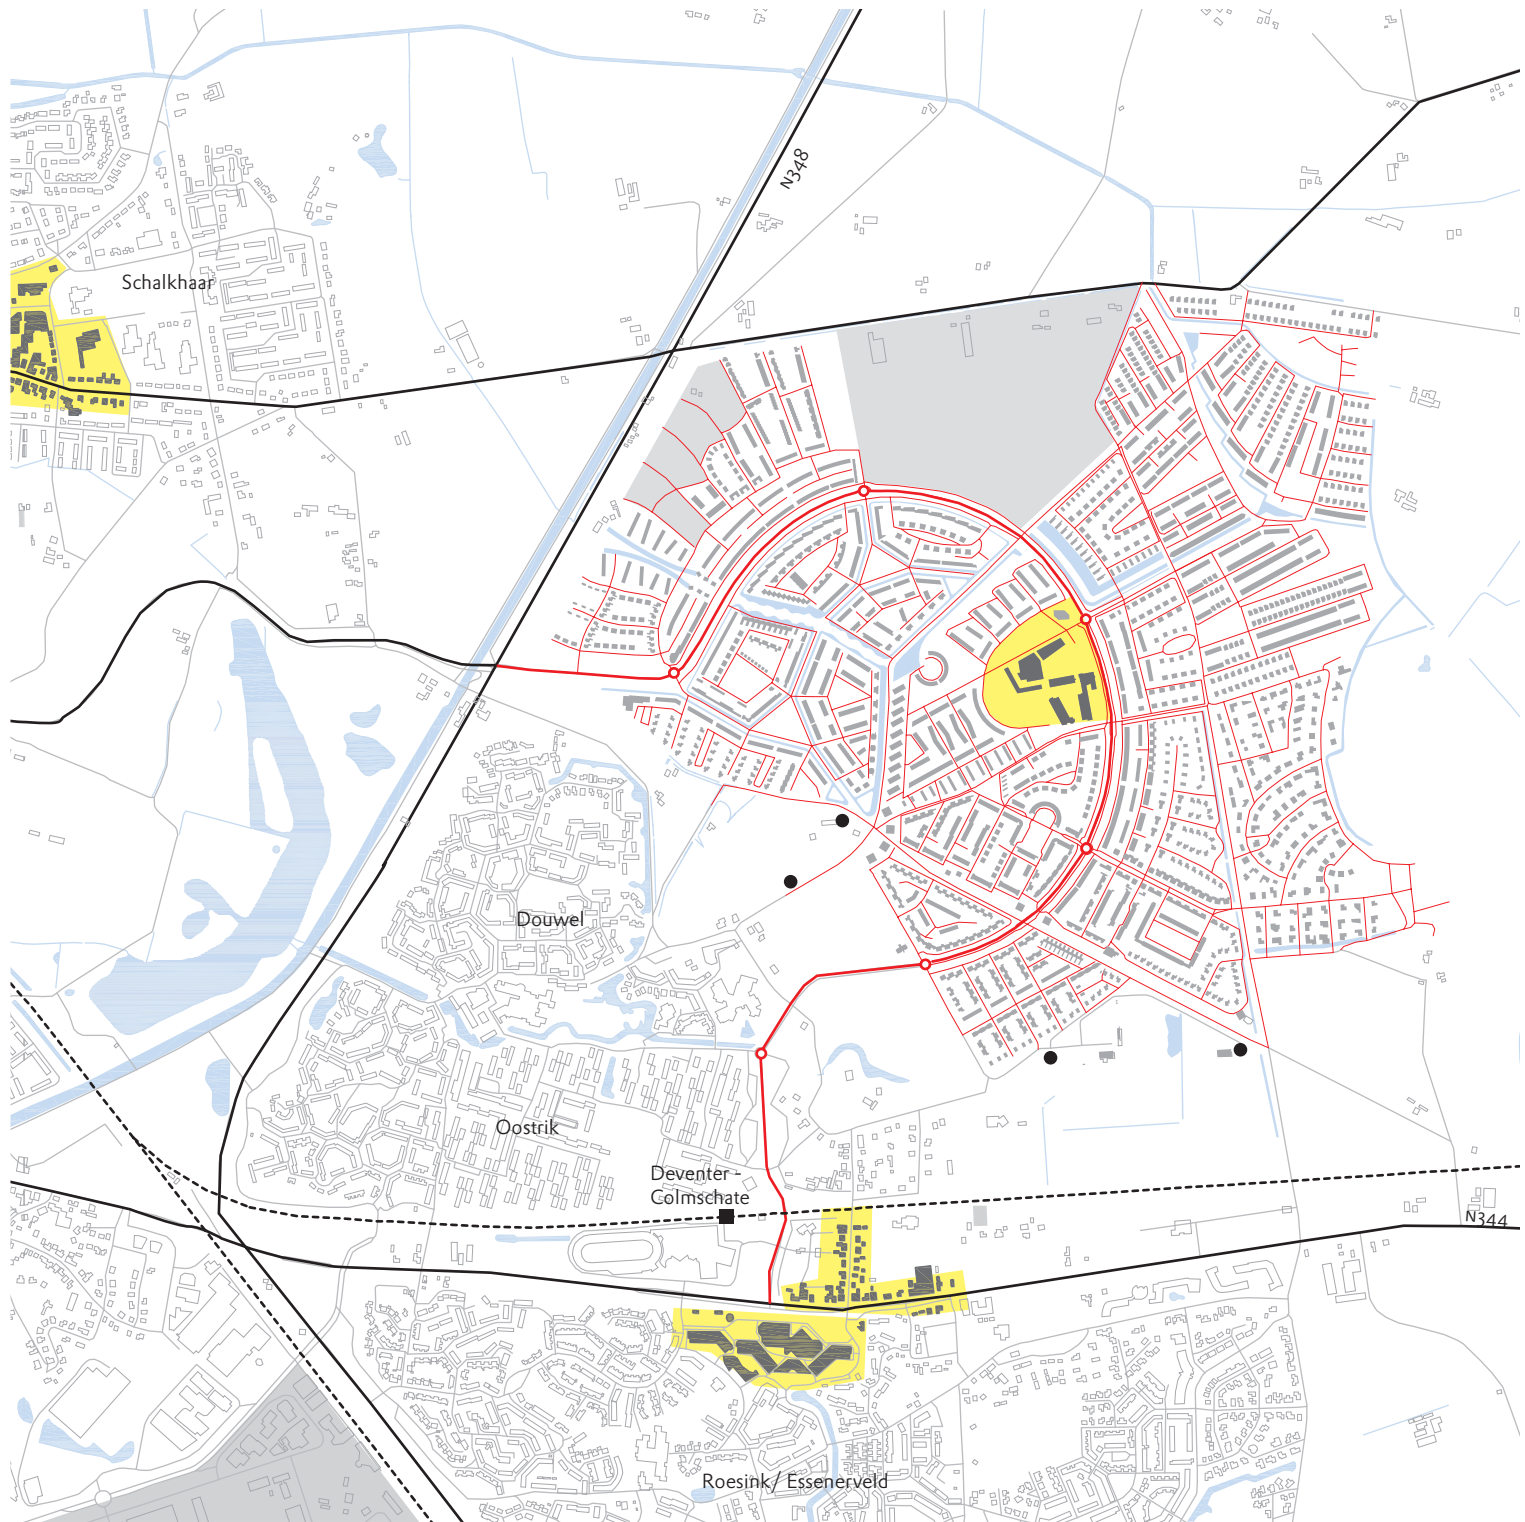 N348
Schalkhaar
Douwel
Oostrik
Deventer -
Colmschate
N344
Roesink/ Essenerveld